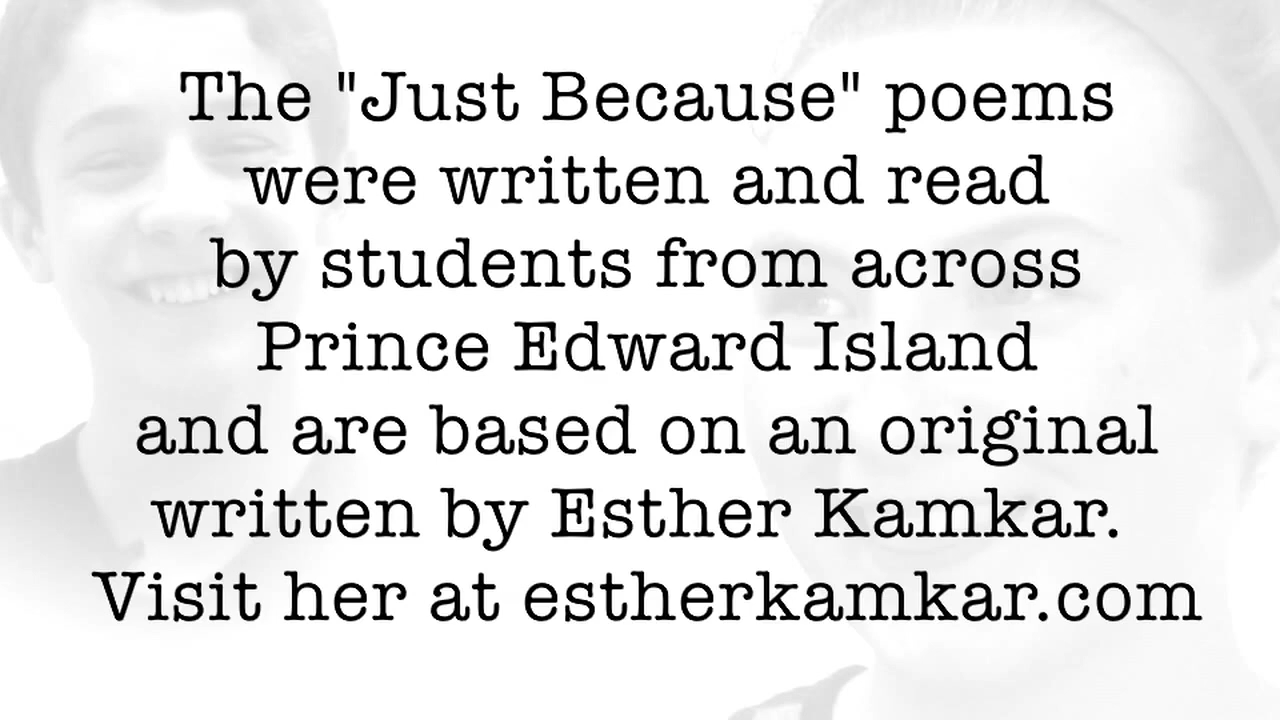 The "Just Because" poems
were written and read
by students from across
Prince Edward Island
and are based on an original
written by Esther Kamkar.
Visit her at estherkamkar.com